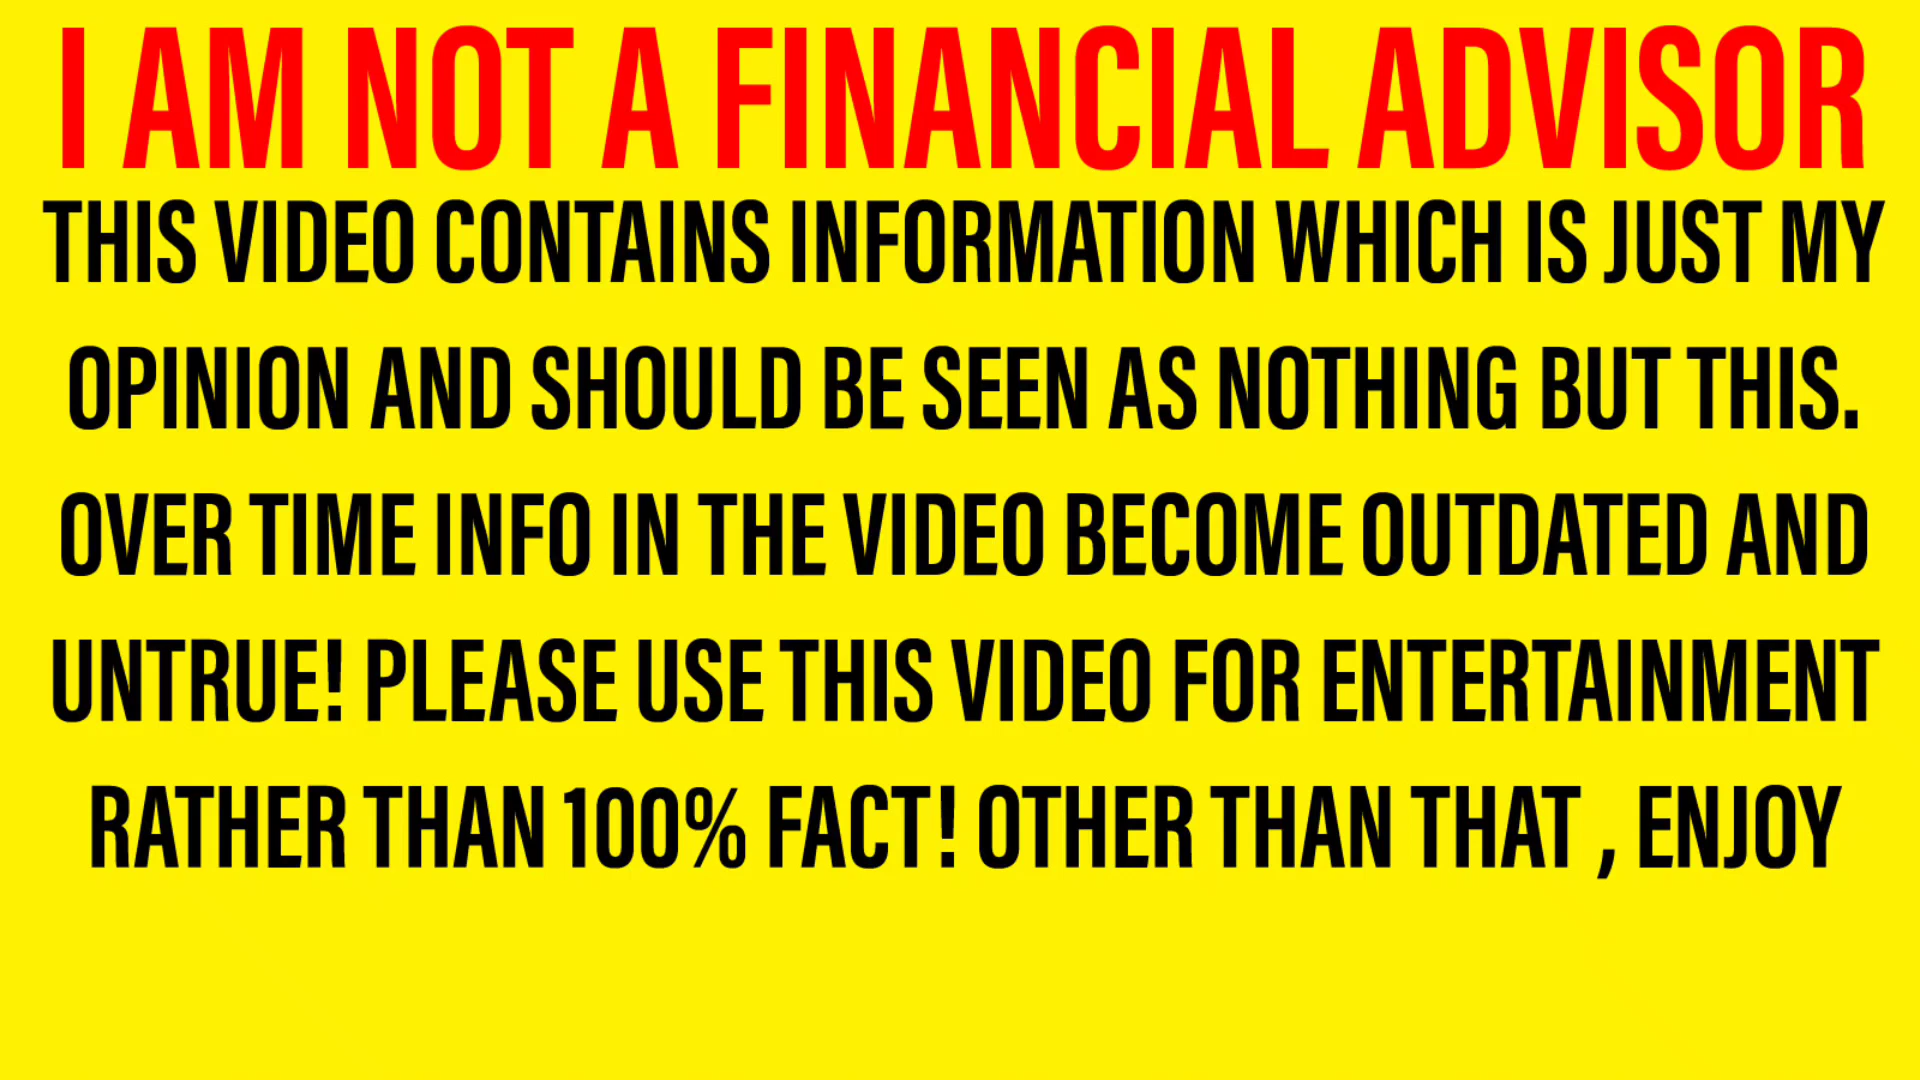 I AM NOT A FINANCIAL ADVISOR
THIS VIDEO CONTAINS INFORMATION WHICH IS JUST MY
OPINION AND SHOULD BE SEEN AS NOTHING BUT THIS.
OVER TIME INFO IN THE VIDEO BECOME OUTDATED AND
UNTRUE! PLEASE USE THIS VIDEO FOR ENTERTAINMENT
RATHER THAN 100% FACT! OTHER THAN THAT , ENJOY